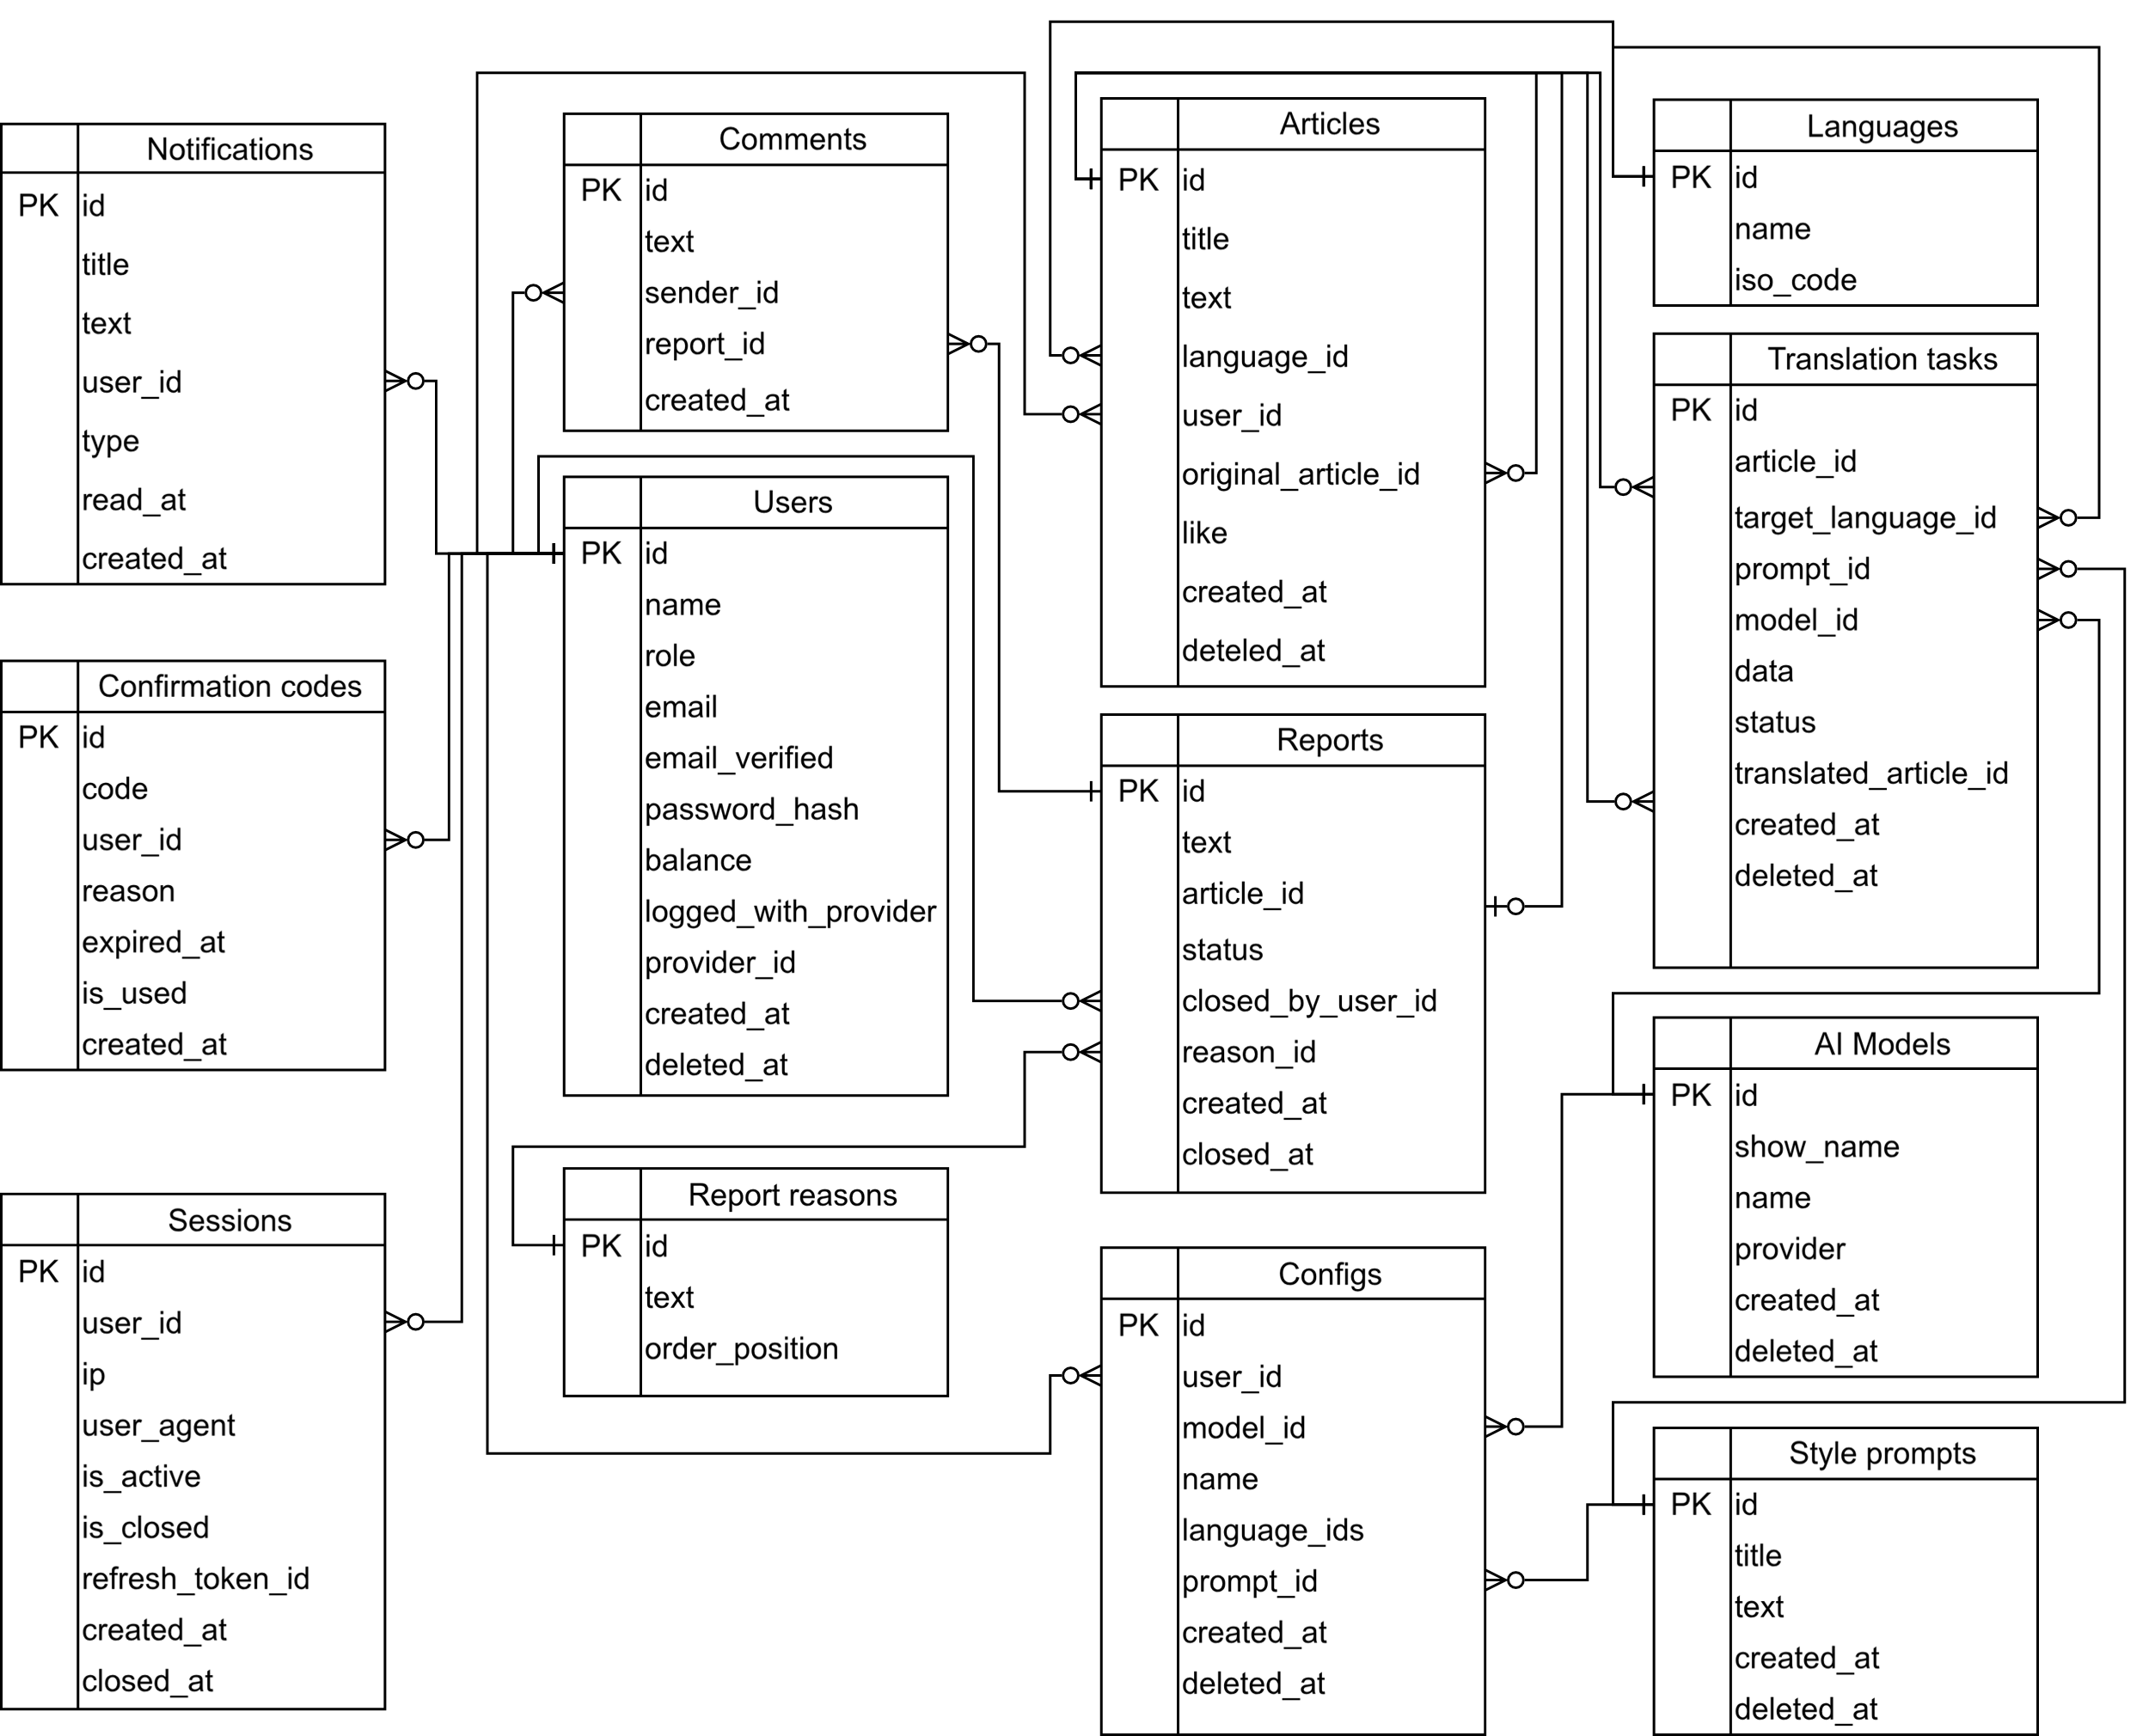 Notifications
PK id
title
text
user_id
type
read_at
created_at
Confirmation codes
PK id
code
user_id
reason
expired_at
is_used
created_at
Sessions
PK id
user_id
ip
user_agent
is_active
is_closed
refresh_token_id
created_at
closed_at
Comments
PK id
text
sender_id
report_id
created_at
Users
PK id
name
role
email
email_verified
password_hash
balance
logged_with_provider
provider_id
created_at
deleted_at
Report reasons
PK id
text
order_position
Articles
PK id
title
text
language_id
user_id
original_article_id
like
created_at
deteled_at
Reports
PK id
text
article_id
status
closed_by_user_id
reason_id
created_at
closed_at
Configs
PK id
user_id
model_id
name
language_ids
prompt_id
created_at
deleted_at
Languages
PK id
name
iso_code
Translation tasks
PK id
article_id
target_language_id
prompt_id
model_id
data
status
translated_article_id
created_at
deleted_at
AI Models
PK id
show_name
name
provider
created_at
deleted_at
Style prompts
PK id
title
text
created_at
deleted_at